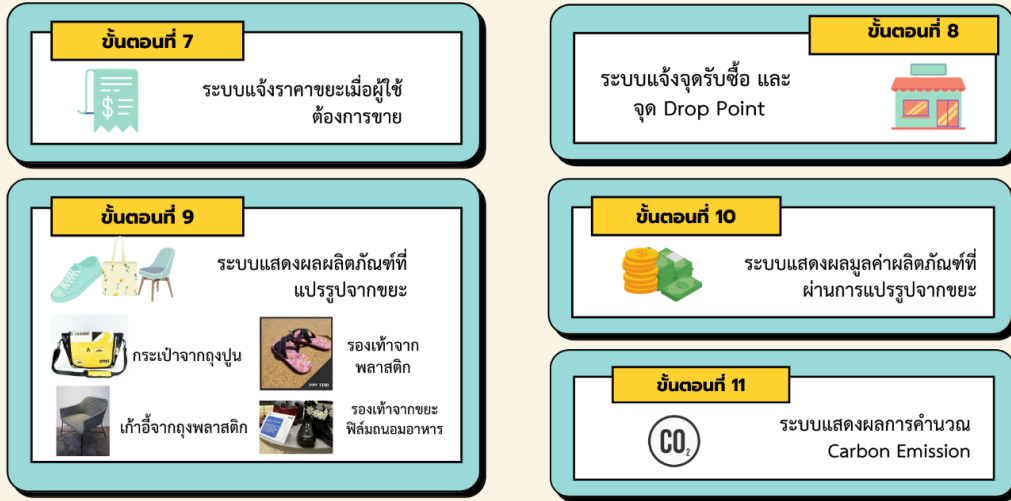 ขั้นตอนที่ 7
ระบบแจ้งราคาขยะเมื่อผู้ใช้
ต้องการขาย
ขั้นตอนที่ 8
ระบบแจ้งจุดรับซื้อ และ
จุด Drop Point
ขั้นตอนที่ 9
ระบบแสดงผลผลิตภัณฑ์ที่
แปรรูปจากขยะ
กระเป๋าจากถุงปูน
รองเท้าจาก
พลาสติก
399 THB
เก้าอี้จากถุงพลาสติก
รองเท้าจากขยะ
ฟิล์มถนอมอาหาร
ขั้นตอนที่ 10
ระบบแสดงผลมูลค่าผลิตภัณฑ์ที่
ผ่านการแปรรูปจากขยะ
ขั้นตอนที่ 11
CO₂
ระบบแสดงผลการคำนวณ
Carbon Emission